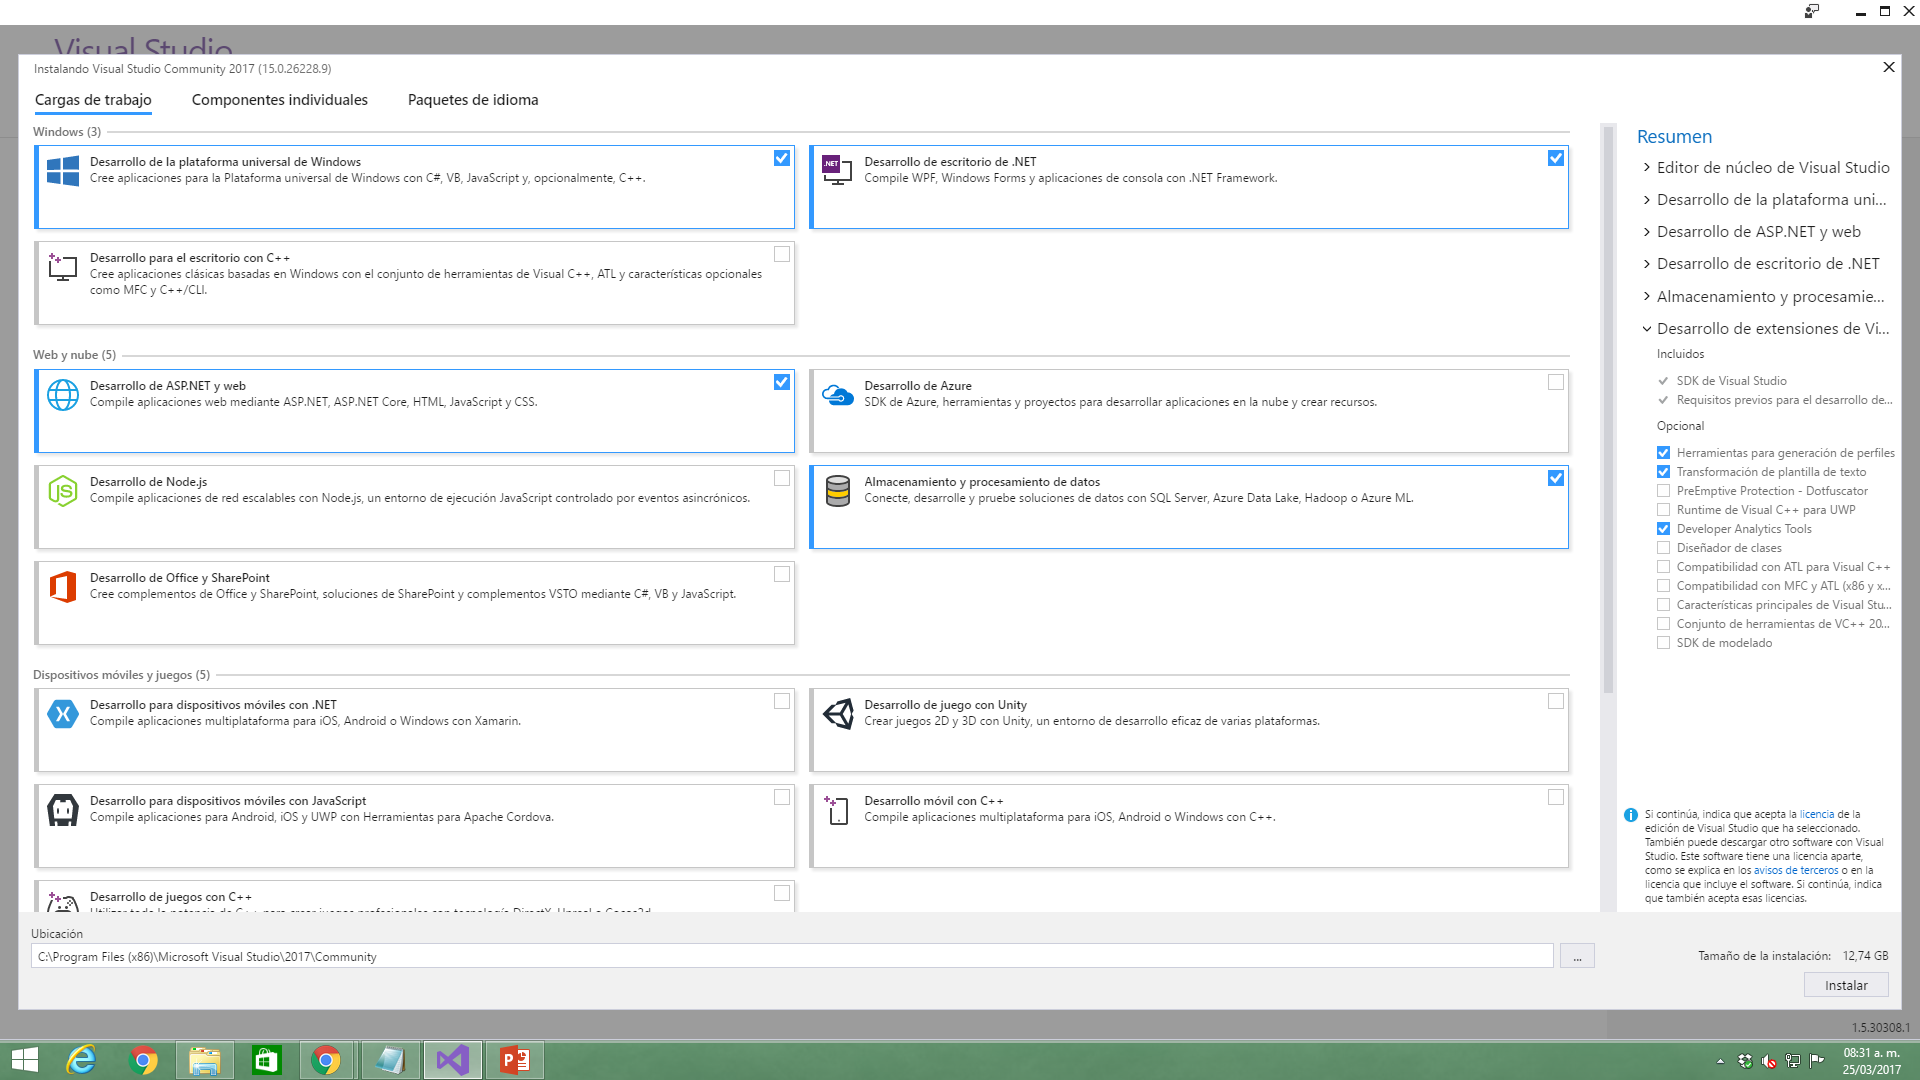 Visual Studio
Instalando Visual Studio Community 2017 (15.0.26228.9)
Cargas de trabajo
Componentes individuales
Paquetes de idioma
Windows (3)
Desarrollo de la plataforma universal de Windows
Cree aplicaciones para la Plataforma universal de Windows con C#, VB, JavaScript y, opcionalmente, C++.
.NET
Desarrollo de escritorio de .NET
Compile WPF, Windows Forms y aplicaciones de consola con .NET Framework.
Desarrollo para el escritorio con C++
Cree aplicaciones clásicas basadas en Windows con el conjunto de herramientas de Visual C++, ATL y características opcionales
como MFC y C++/CLI.
Web y nube (5)
Desarrollo de ASP.NET y web
Compile aplicaciones web mediante ASP.NET, ASP.NET Core, HTML, JavaScript y CSS.
Desarrollo de Azure
SDK de Azure, herramientas y proyectos para desarrollar aplicaciones en la nube y crear recursos.
Desarrollo de Node.js
Compile aplicaciones de red escalables con Node.js, un entorno de ejecución JavaScript controlado por eventos asincrónicos.
Almacenamiento y procesamiento de datos
Conecte, desarrolle y pruebe soluciones de datos con SQL Server, Azure Data Lake, Hadoop o Azure ML.
Desarrollo de Office y SharePoint
Cree complementos de Office y SharePoint, soluciones de SharePoint y complementos VSTO mediante C#, VB y JavaScript.
Dispositivos móviles y juegos (5)
Desarrollo para dispositivos móviles con .NET
Compile aplicaciones multiplataforma para iOS, Android o Windows con Xamarin.
Desarrollo de juego con Unity
Crear juegos 2D y 3D con Unity, un entorno de desarrollo eficaz de varias plataformas.
Desarrollo para dispositivos móviles con JavaScript
Compile aplicaciones para Android, iOS y UWP con Herramientas para Apache Cordova.
Desarrollo móvil con C++
Compile aplicaciones multiplataforma para iOS, Android o Windows con C++.
Desarrollo de juegos con C++
Utilizar toda la potencia de C++ para crear juegos profesionales con tecnología DirectX, Unreal o Cocos2d.
Resumen
Editor de núcleo de Visual Studio
Desarrollo de la plataforma uni...
Desarrollo de ASP.NET y web
Desarrollo de escritorio de .NET
Almacenamiento y procesamie...
Desarrollo de extensiones de Vi...
Incluidos
SDK de Visual Studio
Requisitos previos para el desarrollo de...
Opcional
Herramientas para generación de perfiles
Transformación de plantilla de texto
PreEmptive Protection - Dotfuscator
Runtime de Visual C++ para UWP
Developer Analytics Tools
Diseñador de clases
Compatibilidad con ATL para Visual C++
Compatibilidad con MFC y ATL (x86 y x...
Características principales de Visual Stu...
Conjunto de herramientas de VC++ 20...
SDK de modelado
Si continúa, indica que acepta la licencia de la
edición de Visual Studio que ha seleccionado.
También puede descargar otro software con Visual
Studio. Este software tiene una licencia aparte,
como se explica en los avisos de terceros o en la
licencia que incluye el software. Si continúa, indica
que también acepta esas licencias.
Ubicación
C:\Program Files (x86)\Microsoft Visual Studio\2017\Community
...
Tamaño de la instalación: 12,74 GB
Instalar
1.5.30308.1
08:31 a. m.
25/03/2017